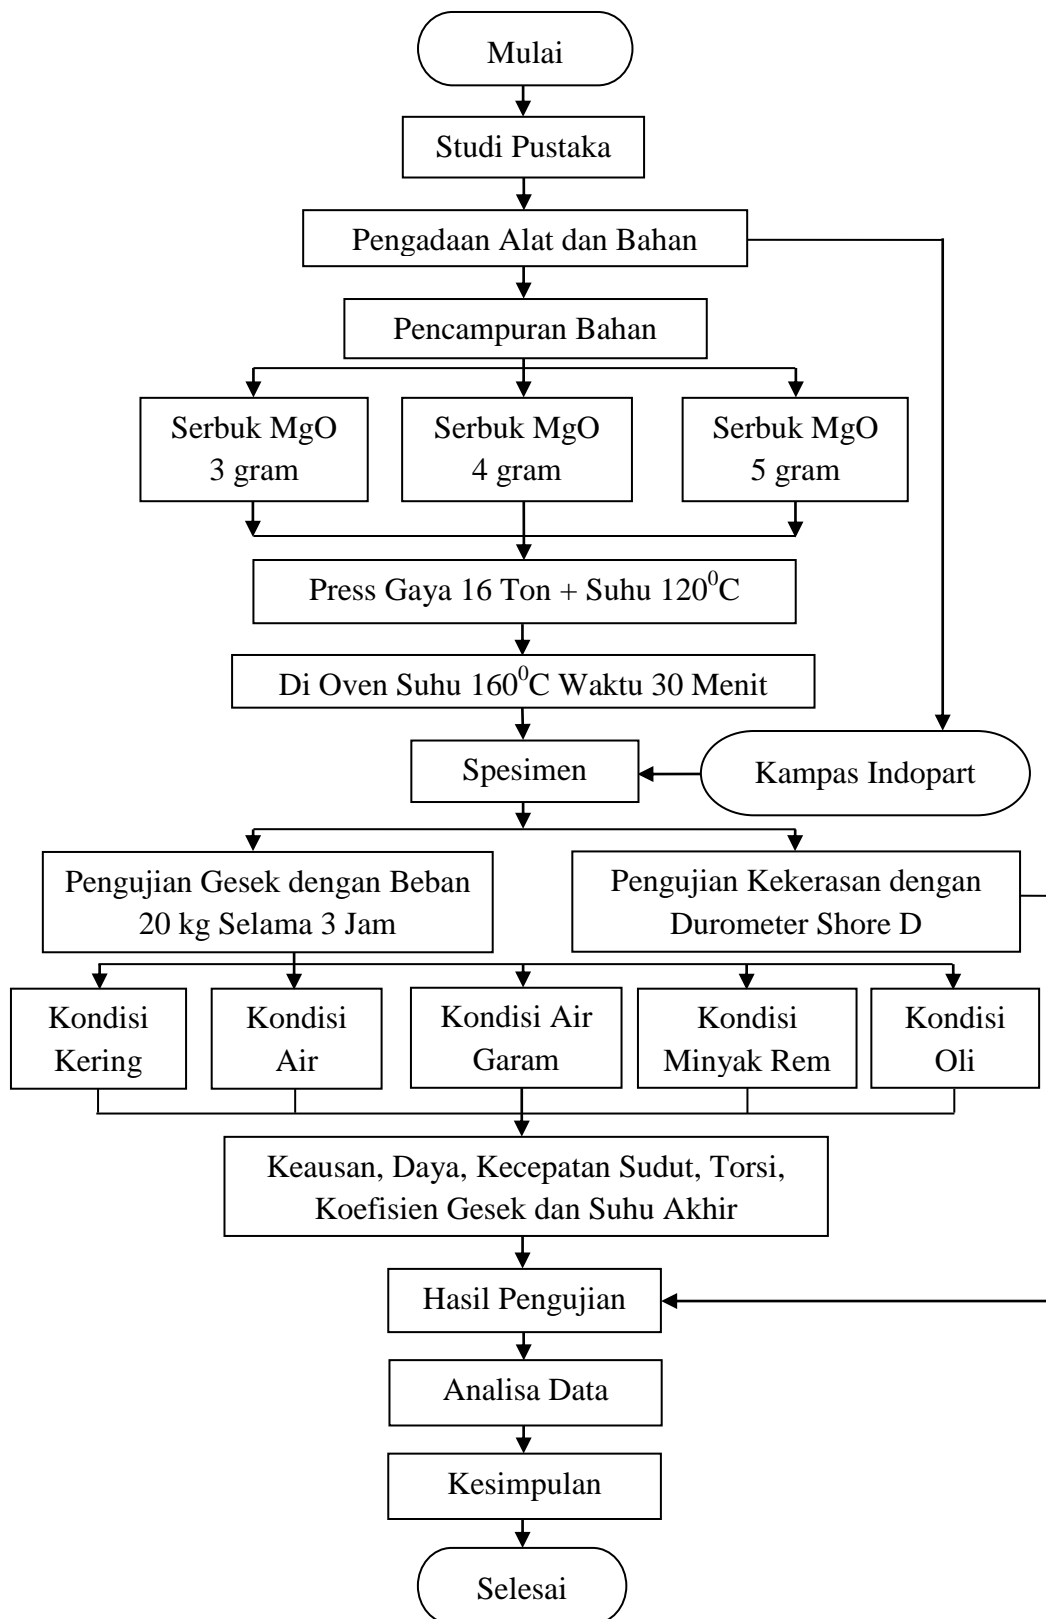 Mulai
Studi Pustaka
Pengadaan Alat dan Bahan
Pencampuran Bahan
Serbuk MgO
3 gram
Serbuk MgO
4 gram
Serbuk MgO
5 gram
Press Gaya 16 Ton + Suhu 120⁰C
Di Oven Suhu 160⁰C Waktu 30 Menit
Spesimen
Kampas Indopart
Pengujian Gesek dengan Beban
20 kg Selama 3 Jam
Pengujian Kekerasan dengan
Durometer Shore D
Kondisi
Kering
Kondisi
Air
Kondisi Air
Garam
Kondisi
Minyak Rem
Kondisi
Oli
Keausan, Daya, Kecepatan Sudut, Torsi,
Koefisien Gesek dan Suhu Akhir
Hasil Pengujian
Analisa Data
Kesimpulan
Selesai